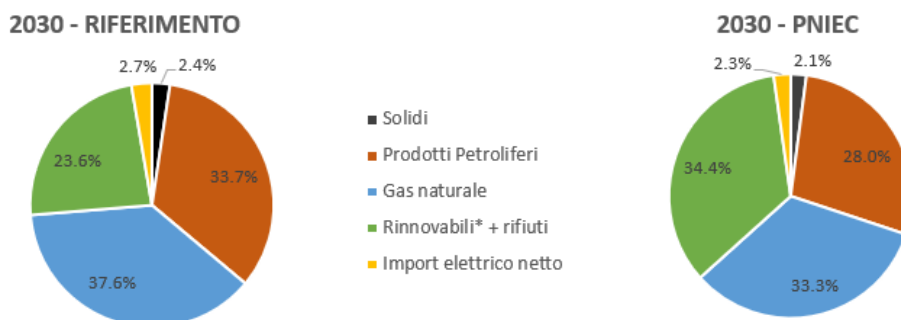 2030 - RIFERIMENTO
2.7%
2.4%
23.6%
33.7%
37.6%
Solidi
Prodotti Petroliferi
Gas naturale
Rinnovabili* + rifiuti
Import elettrico netto
2030 - PNIEC
2.3%
2.1%
34.4%
28.0%
33.3%